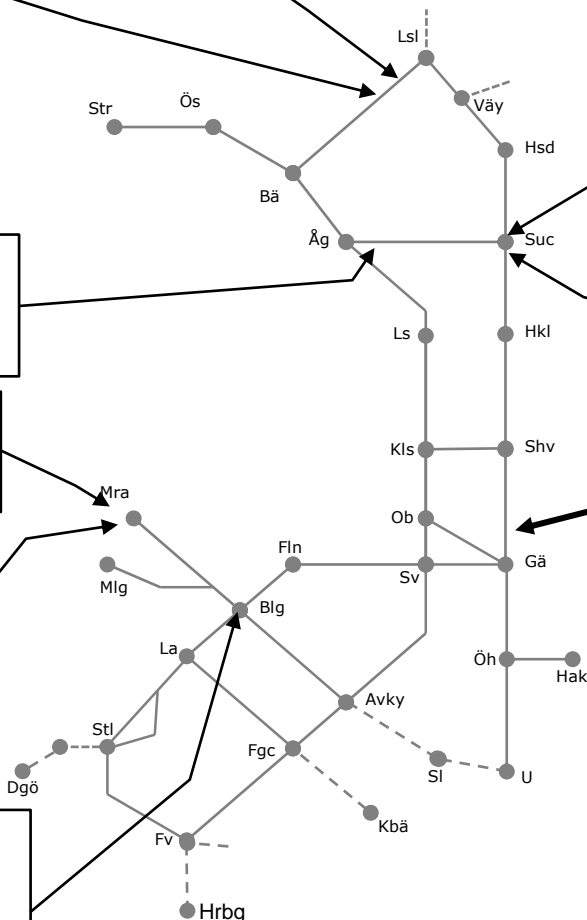 Lsl
Väy
Str
Ös
Hsd
Bä
Åg
Suc
Ls
Hkl
Kls
Shv
Mra
Ob
Fln
Gä
Mlg
Sv
Blg
La
Öh
Hak
Avky
Stl
Fgc
Sl
U
Dgö
Kbä
Fv
Hrbg